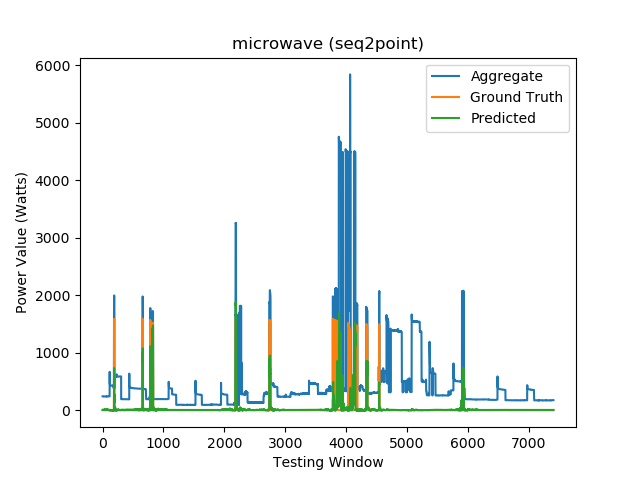 microwave (seq2point)
Aggregate
Ground Truth
Predicted
Power Value (Watts)
6000
5000
4000
3000
2000
1000
0
0 1000 2000 3000 4000 5000 6000 7000
Testing Window